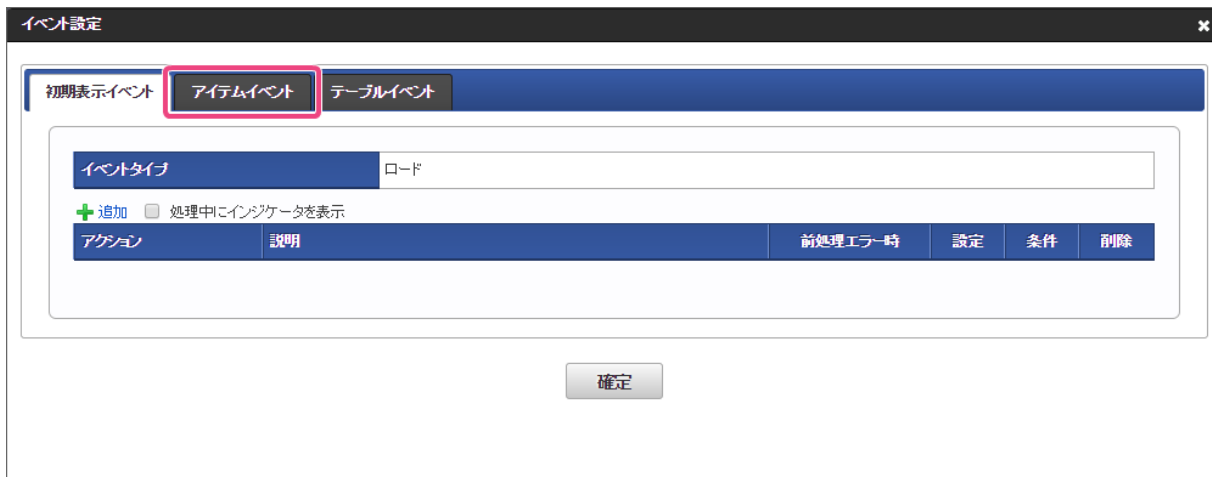 イベント設定
初期表示イベント アイテムイベント テーブルイベント
イベントタイプ ロード
追加 処理中にインジケータを表示
アクション 説明 前処理エラー時 設定 条件 削除
確定